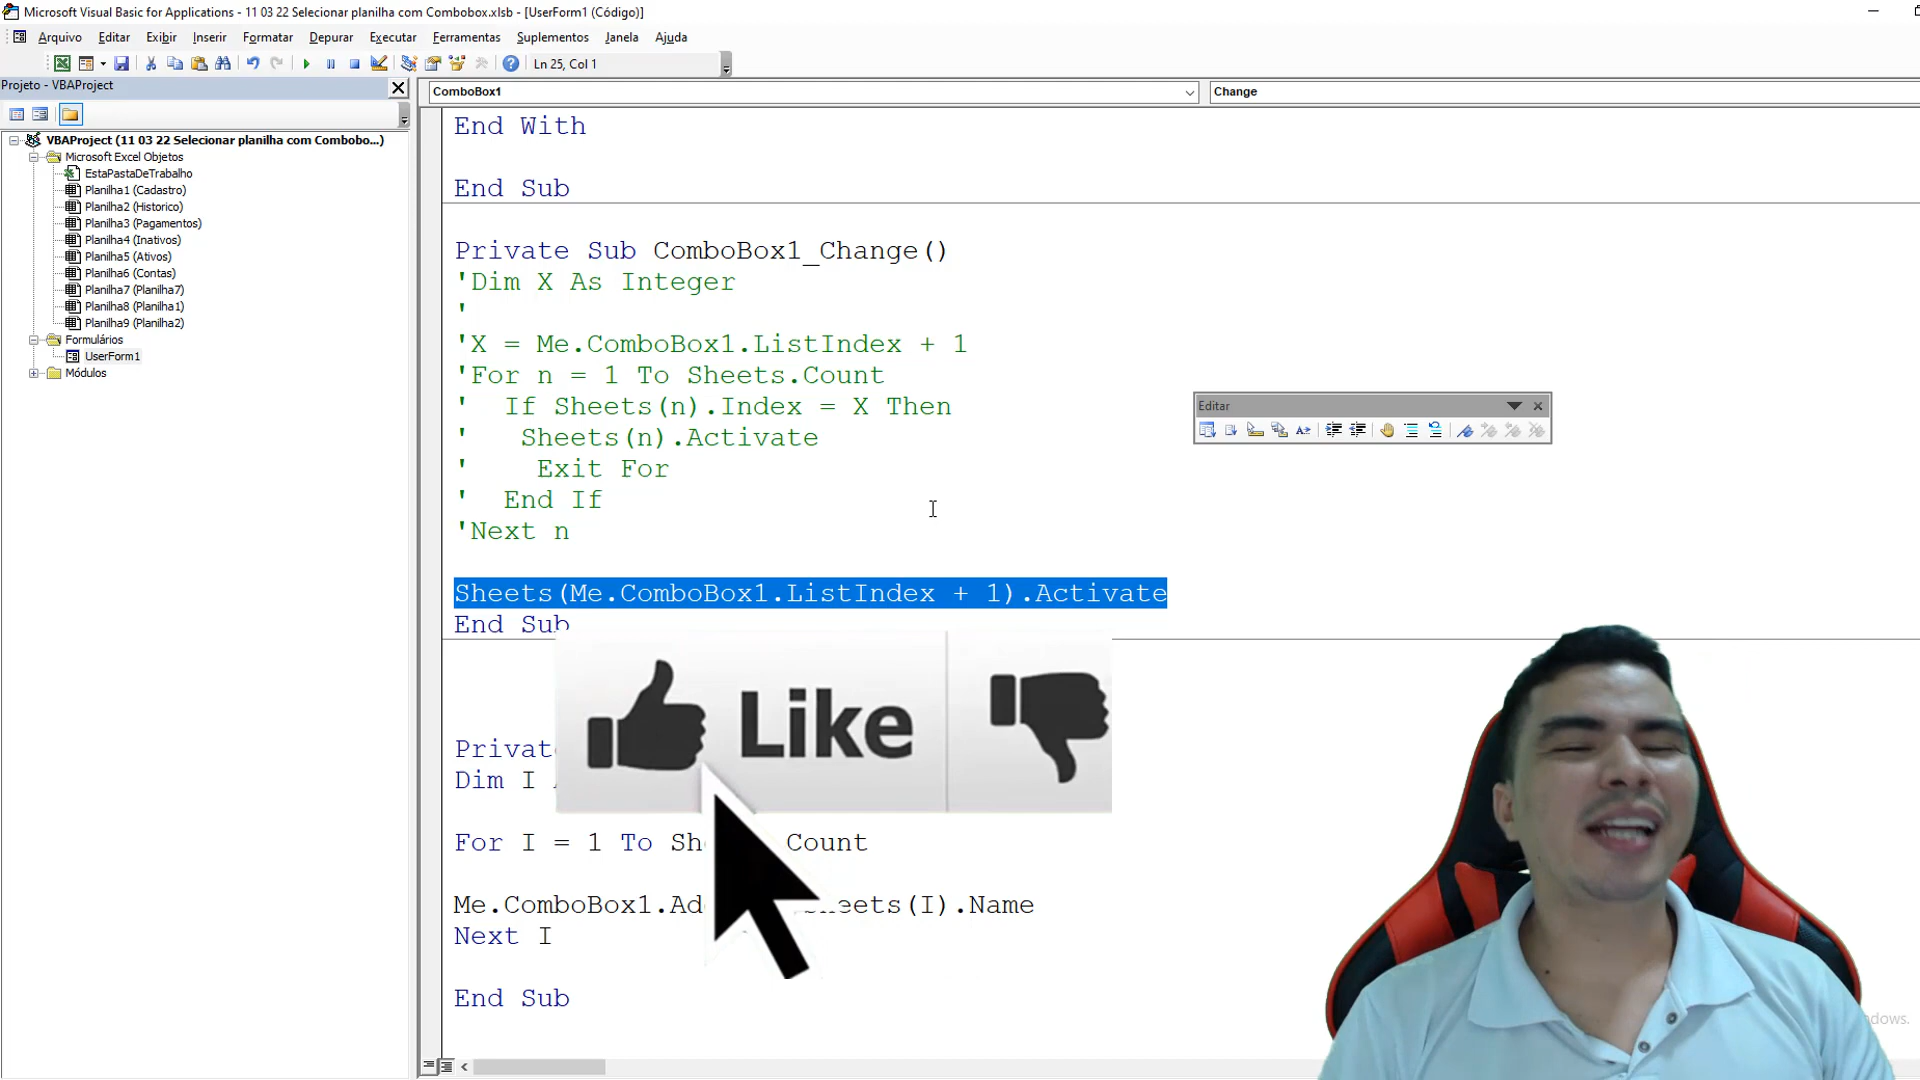 Microsoft Visual Basic for Applications - 11 03 22 Selecionar planilha com Combobox.xlsb - [UserForm1 (Código)]
Arquivo Editar Exibir Inserir Formatar Depurar Executar Ferramentas Suplementos Janela Ajuda
Ln 25, Col 1
Projeto - VBAProject
VBAProject (11 03 22 Selecionar planilha com Combobo...)
Microsoft Excel Objetos
EstaPastaDeTrabalho
Planilha1 (Cadastro)
Planilha2 (Historico)
Planilha3 (Pagamentos)
Planilha4 (Inativos)
Planilha5 (Ativos)
Planilha6 (Contas)
Planilha7 (Planilha7)
Planilha8 (Planilha1)
Planilha9 (Planilha2)
Formulários
UserForm1
Módulos
ComboBox1 Change
End With
End Sub
Private Sub ComboBox1_Change()
'Dim X As Integer
'
'X = Me.ComboBox1.ListIndex + 1
'For n = 1 To Sheets.Count
' If Sheets(n).Index = X Then
' Sheets(n).Activate
' Exit For
' End If
'Next n
Sheets(Me.ComboBox1.ListIndex + 1).Activate
End Sub
Editar
Like
Dim I
For I = 1 To Count
Me.ComboBox1. (I).Name
Next I
End Sub